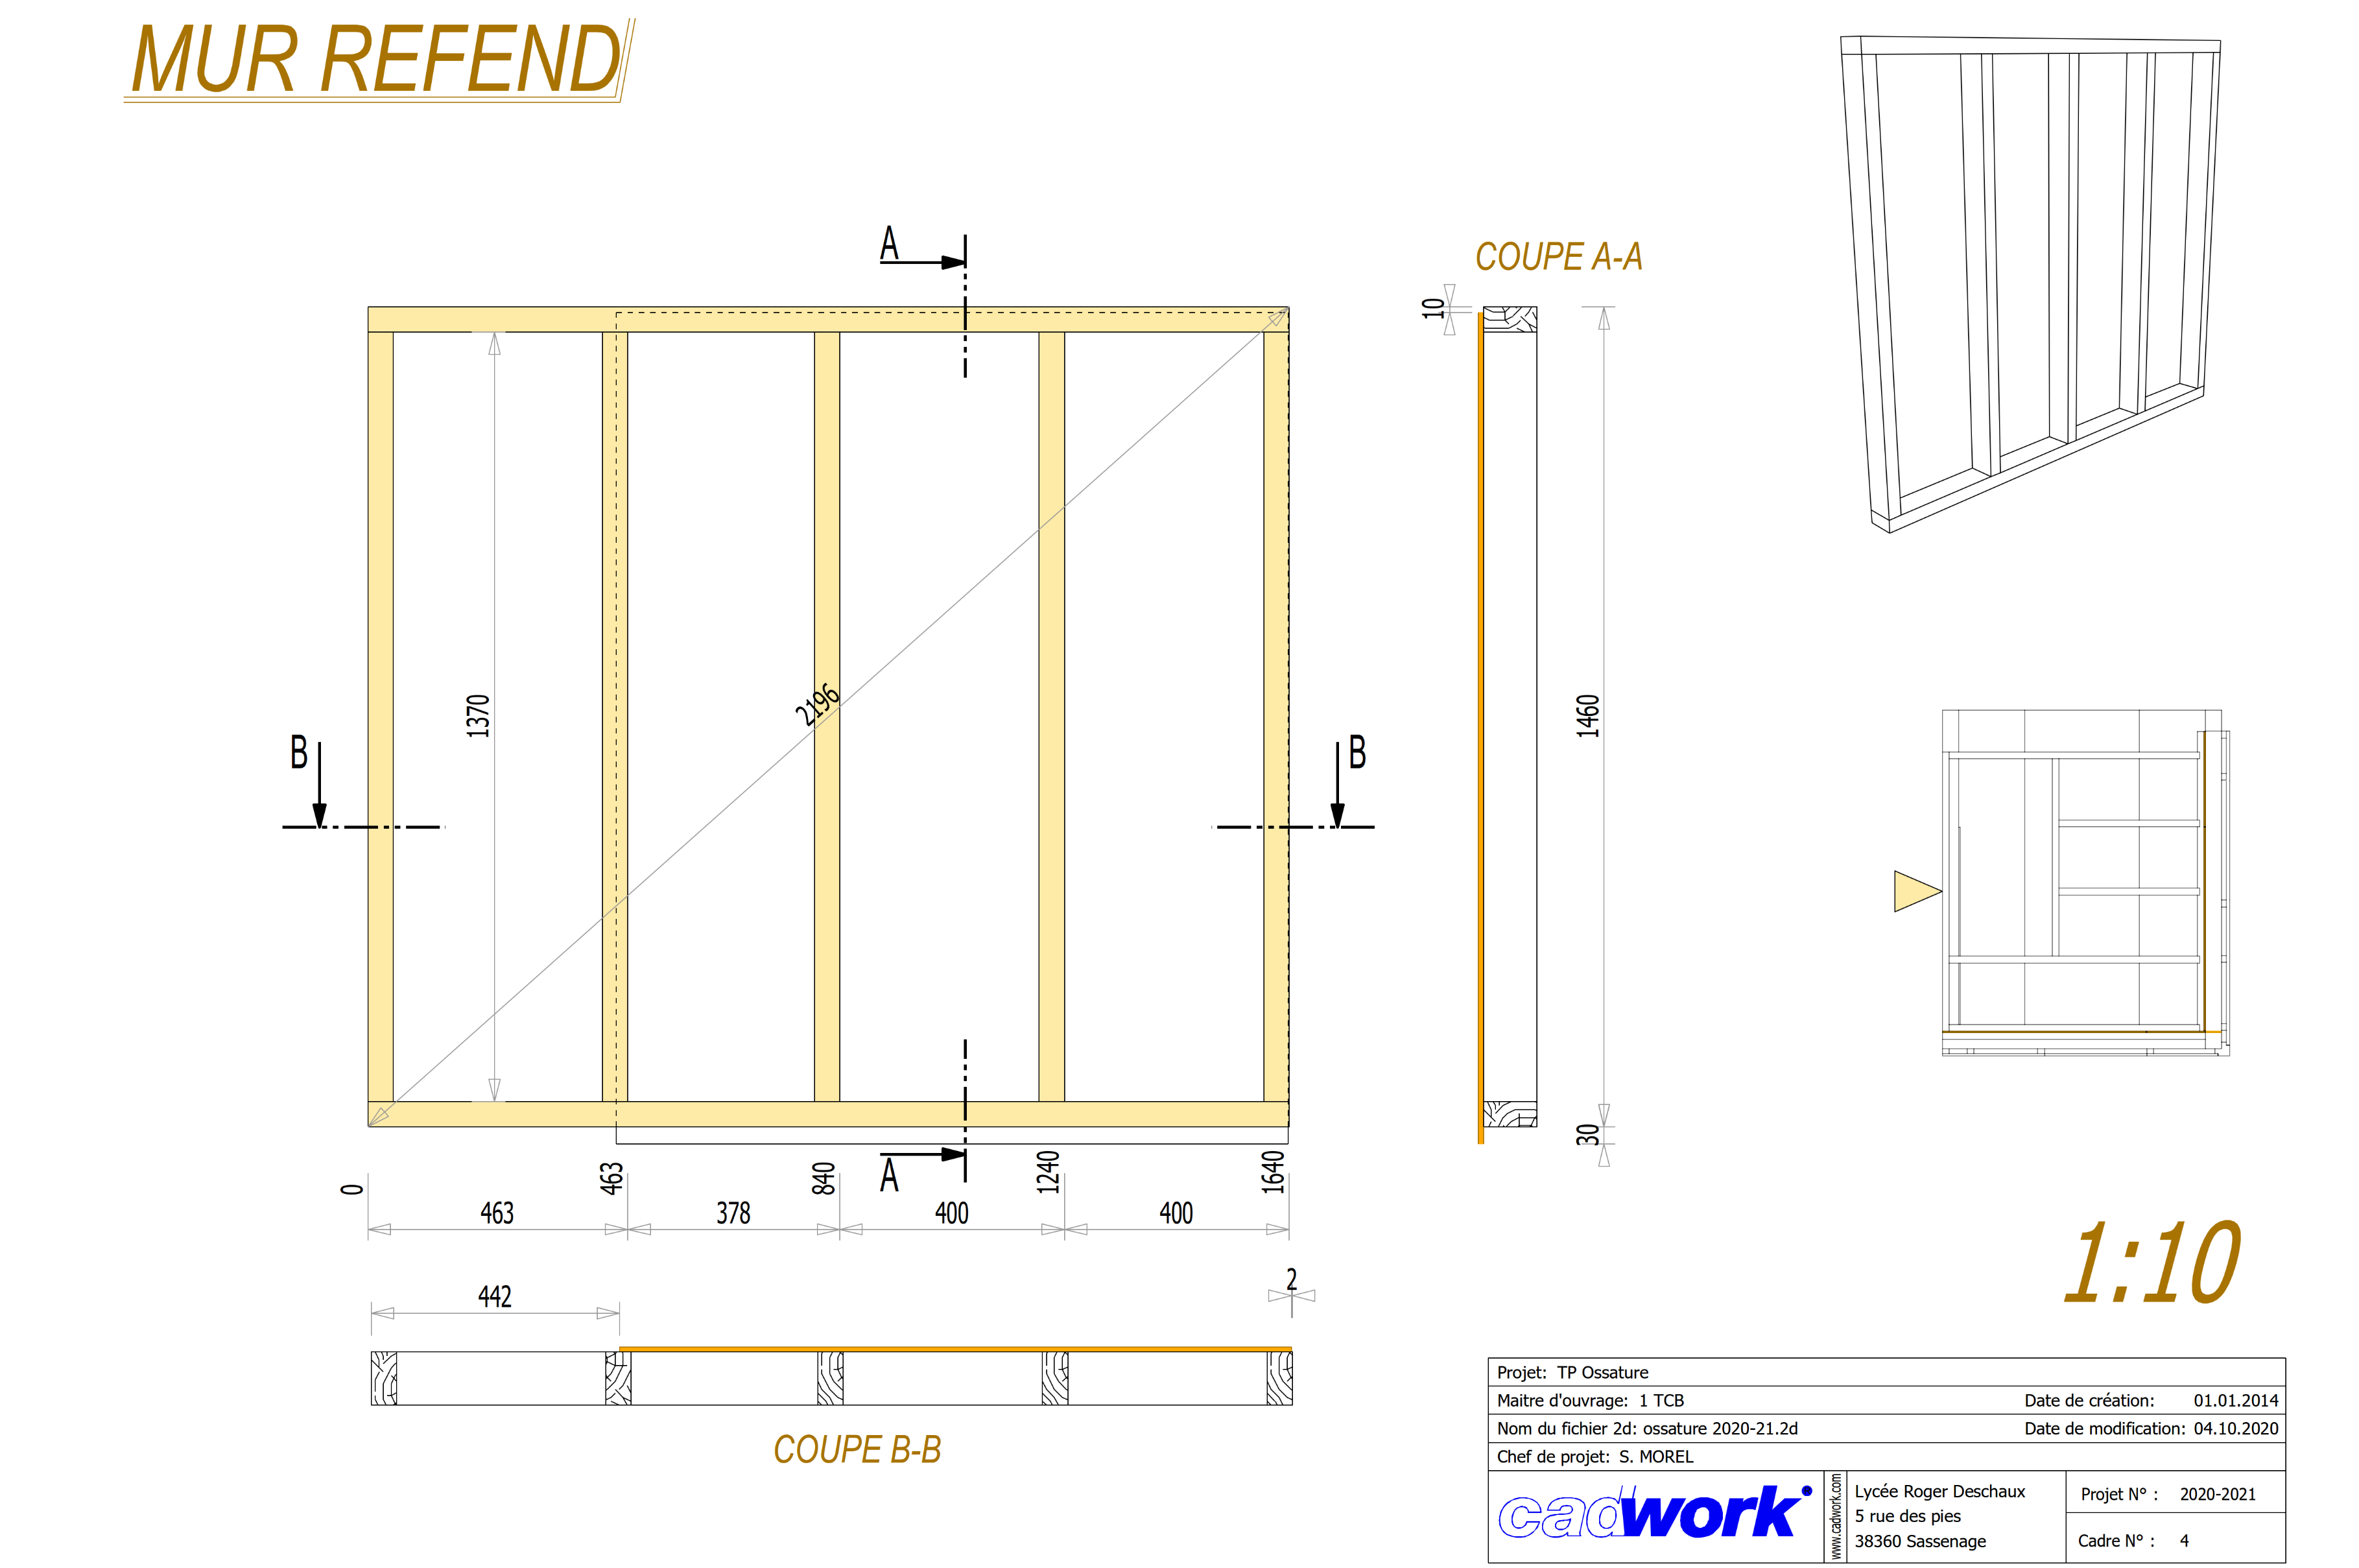 MUR REFEND
A
COUPE A-A
10
1370
2196
1460
B
B
30
A
0
463
840
1240
1640
463
378
400
400
442
2
COUPE B-B
1:10
Projet: TP Ossature
Maitre d'ouvrage: 1 TCB
Date de création: 01.01.2014
Nom du fichier 2d: ossature 2020-21.2d
Date de modification: 04.10.2020
Chef de projet: S. MOREL
cadwork
www.cadwork.com
Lycée Roger Deschaux
5 rue des pies
38360 Sassenage
Projet N° : 2020-2021
Cadre N° : 4